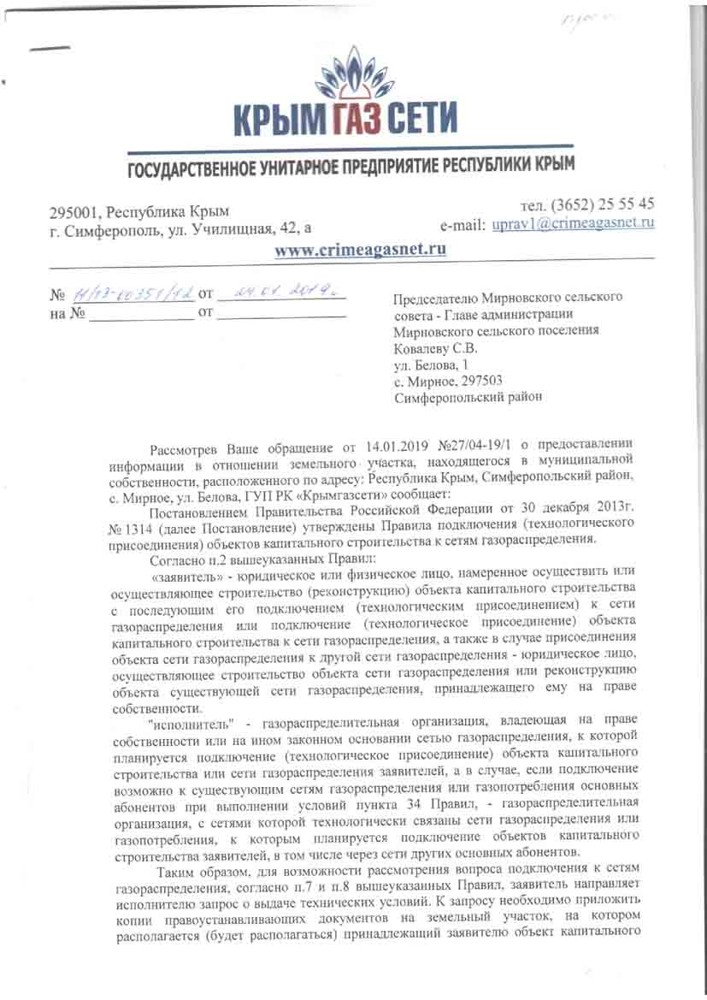 КРЫМ ГАЗ СЕТИ
ГОСУДАРСТВЕННОЕ УНИТАРНОЕ ПРЕДПРИЯТИЕ РЕСПУБЛИКИ КРЫМ
295001, Республика Крым
г. Симферополь, ул. Училищная, 42, а
тел. (3652) 25 55 45
e-mail: uprav1@crimeagasnet.ru
www.crimeagasnet.ru
№ 11/13-00351/12 от 24.01.2019г.
на № от
Председателю Мирновского сельского
совета - Главе администрации
Мирновского сельского поселения
Ковалеву С.В.
ул. Белова, 1
с. Мирное, 297503
Симферопольский район
Рассмотрев Ваше обращение от 14.01.2019 №27/04-19/1 о предоставлении
информации в отношении земельного участка, находящегося в муниципальной
собственности, расположенного по адресу: Республика Крым, Симферопольский район,
с. Мирное, ул. Белова, ГУП РК «Крымгазсети» сообщает:
Постановлением Правительства Российской Федерации от 30 декабря 2013г.
№1314 (далее Постановление) утверждены Правила подключения (технологического
присоединения) объектов капитального строительства к сетям газораспределения.
Согласно п.2 вышеуказанных Правил:
«заявитель» - юридическое или физическое лицо, намеренное осуществить или
осуществляющее строительство (реконструкцию) объекта капитального строительства
с последующим его подключением (технологическим присоединением) к сети
газораспределения или подключение (технологическое присоединение) объекта
капитального строительства к сети газораспределения, а также в случае присоединения
объекта сети газораспределения к другой сети газораспределения - юридическое лицо,
осуществляющее строительство объекта сети газораспределения или реконструкцию
объекта существующей сети газораспределения, принадлежащего ему на праве
собственности.
"исполнитель" - газораспределительная организация, владеющая на праве
собственности или на ином законном основании сетью газораспределения, к которой
планируется подключение (технологическое присоединение) объекта капитального
строительства или сети газораспределения заявителей, а в случае, если подключение
возможно к существующим сетям газораспределения или газопотребления основных
абонентов при выполнении условий пункта 34 Правил, - газораспределительная
организация, с сетями которой технологически связаны сети газораспределения или
газопотребления, к которым планируется подключение объектов капитального
строительства заявителей, в том числе через сети других основных абонентов.
Таким образом, для возможности рассмотрения вопроса подключения к сетям
газораспределения, согласно п.7 и п.8 вышеуказанных Правил, заявитель направляет
исполнителю запрос о выдаче технических условий. К запросу необходимо приложить
копии правоустанавливающих документов на земельный участок, на котором
располагается (будет располагаться) принадлежащий заявителю объект капитального